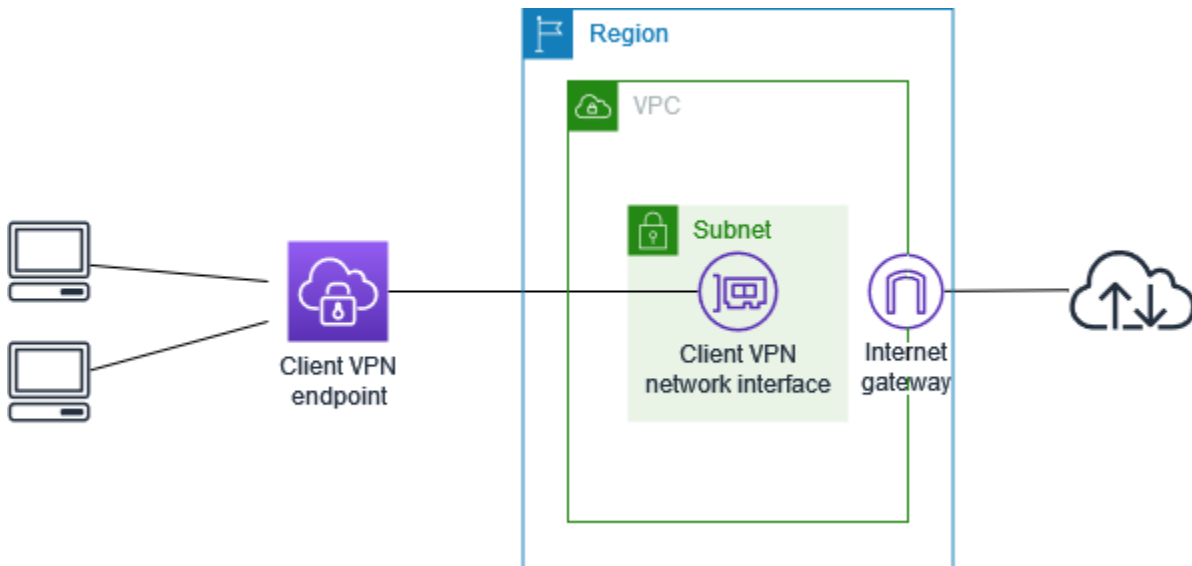 Region
VPC
Subnet
Client VPN
endpoint
Client VPN
network interface
Internet
gateway